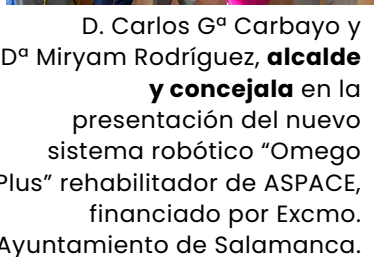 D. Carlos Gª Carbayo y
Dª Miryam Rodríguez, alcalde
y concejala en la
presentación del nuevo
sistema robótico “Omego
Plus” rehabilitador de ASPACE,
financiado por Excmo.
Ayuntamiento de Salamanca.